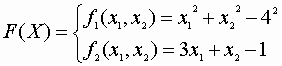 F(X) = { f₁(x₁, x₂) = x₁² + x₂² − 4²
f₂(x₁, x₂) = 3x₁ + x₂ − 1